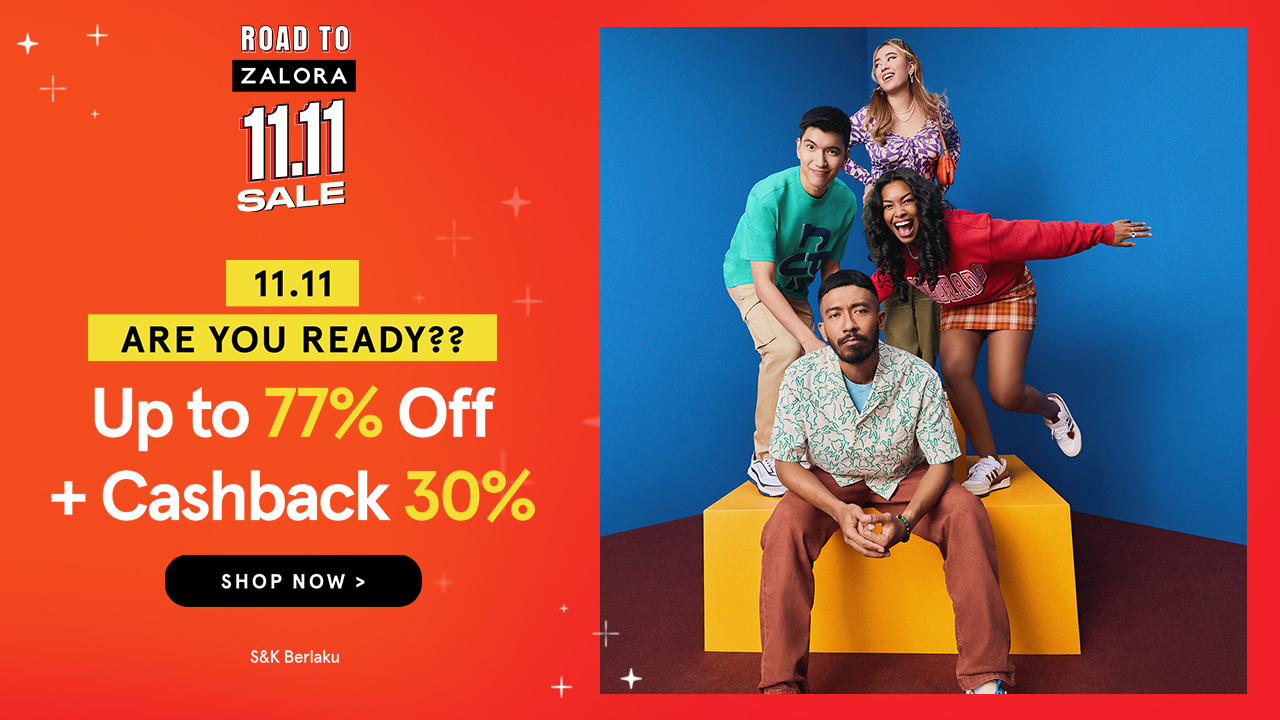 ROAD TO
ZALORA
11.11
SALE
11.11
ARE YOU READY??
Up to 77% Off
+ Cashback 30%
SHOP NOW >
S&K Berlaku